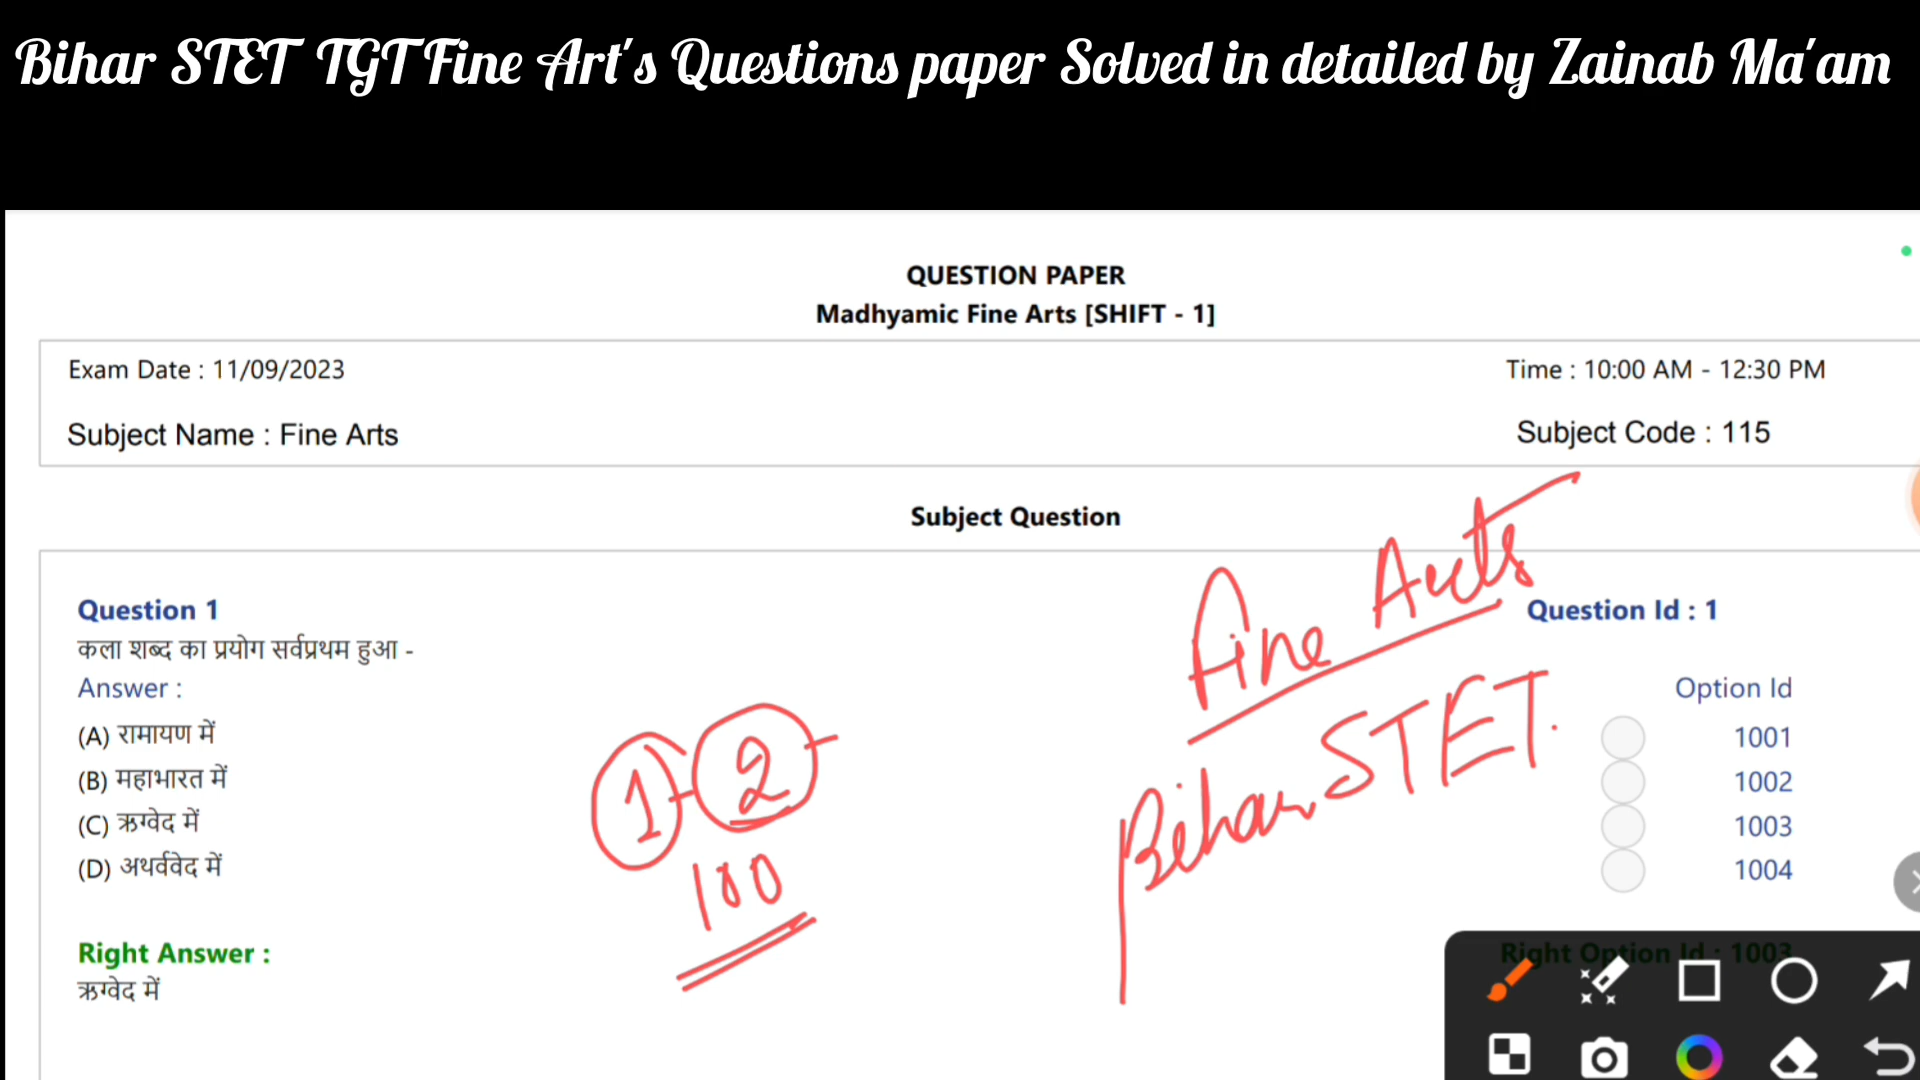 Bihar STET TGT Fine Art's Questions paper Solved in detailed by Zainab Ma'am
QUESTION PAPER
Madhyamic Fine Arts [SHIFT - 1]
Exam Date : 11/09/2023
Time : 10:00 AM - 12:30 PM
Subject Name : Fine Arts
Subject Code : 115
Subject Question
Fine Arts
Question 1
Question Id : 1
कला शब्द का प्रयोग सर्वप्रथम हुआ -
Answer :
Option Id
Bihar STET.
(A) रामायण में
1001
(B) महाभारत में
1002
(C) ऋग्वेद में
1003
(D) अथर्ववेद में
1004
1 - 2 -
100
Right Answer :
Right Option Id : 1003
ऋग्वेद में